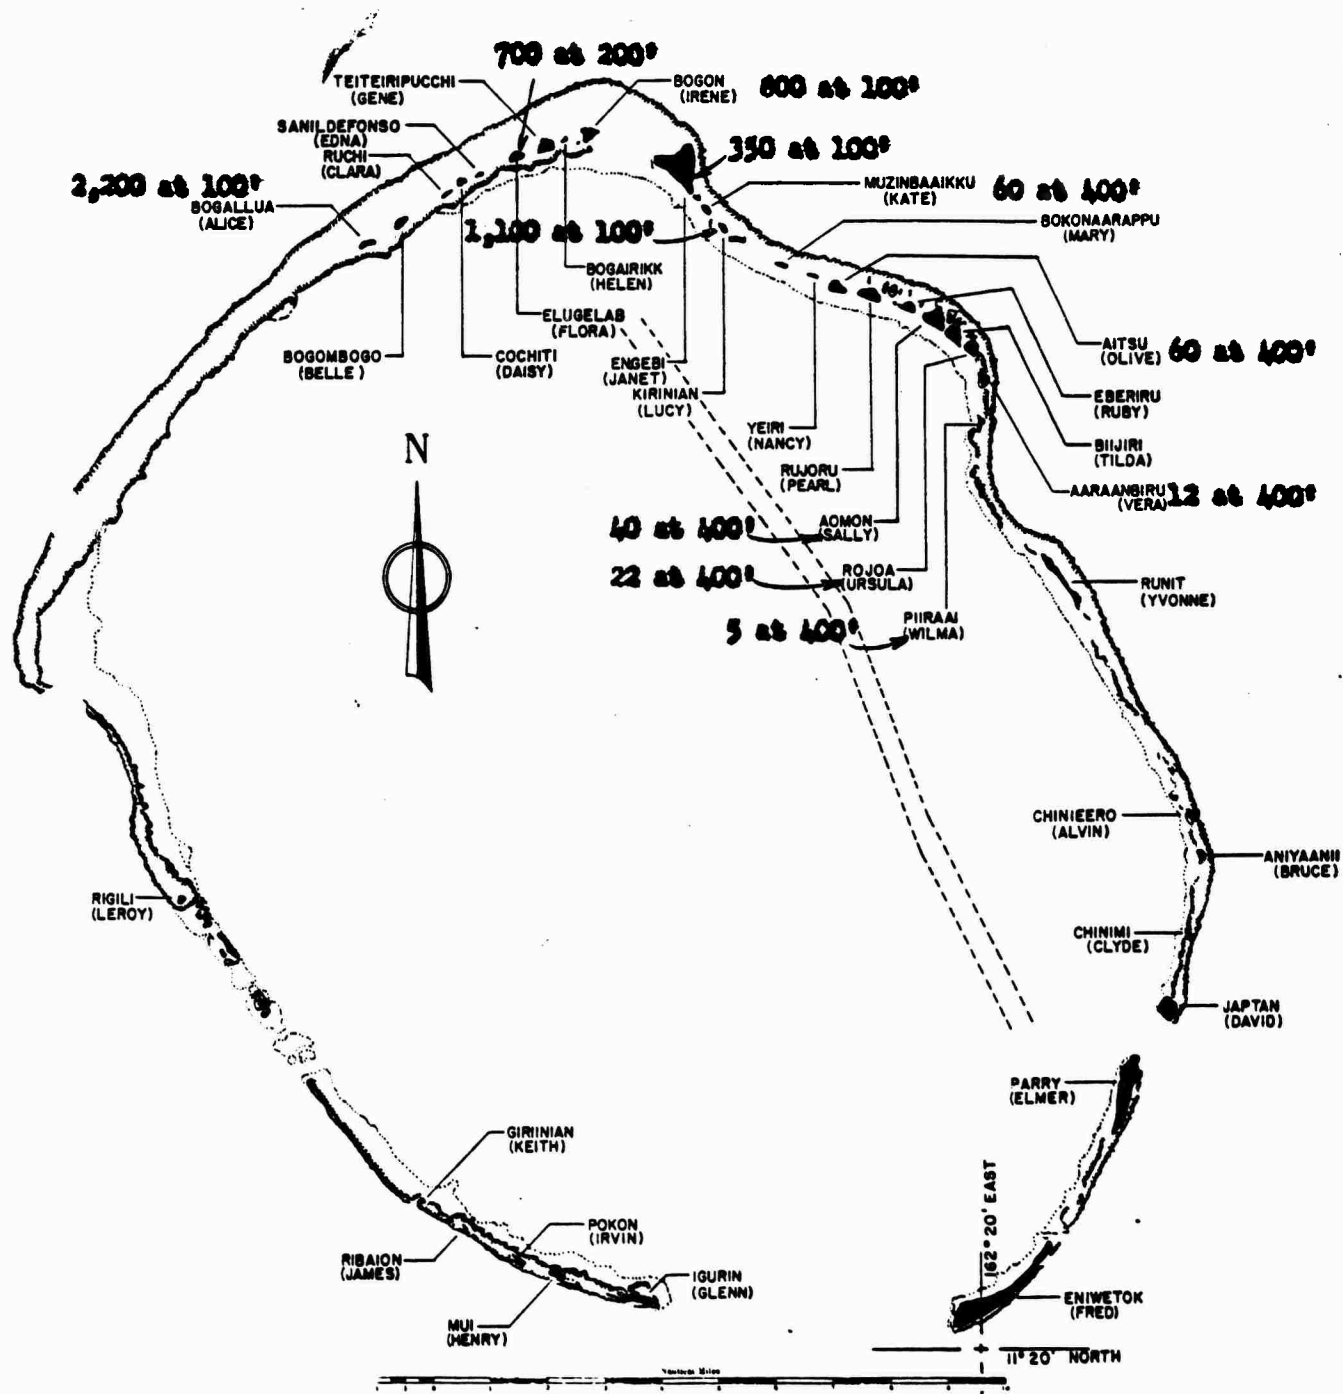 700 at 200'
TEITEIRIPUCCHI
(GENE)
BOGON
(IRENE)
800 at 100'
SANILDEFONSO
(EDNA)
RUCHI
(CLARA)
350 at 100'
2,200 at 100'
BOGALLUA
(ALICE)
MUZINBAAIKKU
(KATE)
60 at 400'
BOKONAARAPPU
(MARY)
1,100 at 100'
BOGAIRIKK
(HELEN)
ELUGELAB
(FLORA)
BOGOMBOGO
(BELLE)
COCHITI
(DAISY)
ENGEBI
(JANET)
KIRINIAN
(LUCY)
AITSU
(OLIVE)
60 at 400'
EBERIRU
(RUBY)
YEIRI
(NANCY)
BIIJIRI
(TILDA)
RUJORU
(PEARL)
AARAANBIRU
(VERA)
12 at 400'
N
40 at 400'
AOMON
(SALLY)
22 at 400'
ROJOA
(URSULA)
RUNIT
(YVONNE)
5 at 400'
PIIRAAI
(WILMA)
CHINIEERO
(ALVIN)
ANIYAANII
(BRUCE)
RIGILI
(LEROY)
CHINIMI
(CLYDE)
JAPTAN
(DAVID)
PARRY
(ELMER)
GIRIINIAN
(KEITH)
162° 20' EAST
POKON
(IRVIN)
RIBAION
(JAMES)
IGURIN
(GLENN)
ENIWETOK
(FRED)
MUI
(HENRY)
11° 20' NORTH
Nautical Miles